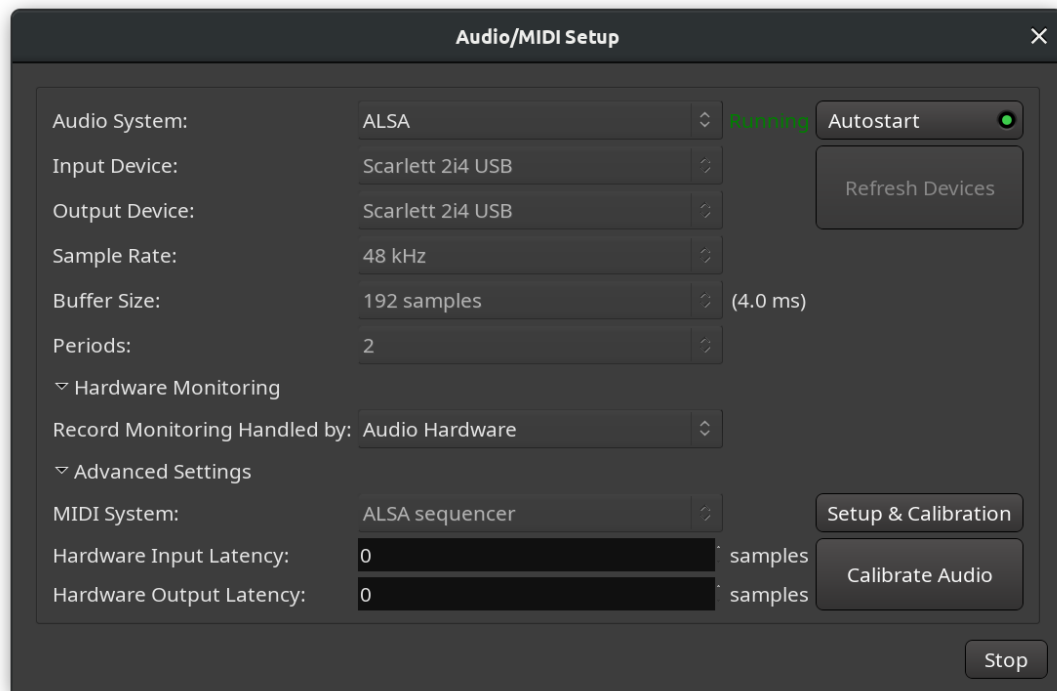 Audio/MIDI Setup
Audio System: ALSA Running Autostart
Input Device: Scarlett 2i4 USB Refresh Devices
Output Device: Scarlett 2i4 USB
Sample Rate: 48 kHz
Buffer Size: 192 samples (4.0 ms)
Periods: 2
Hardware Monitoring
Record Monitoring Handled by: Audio Hardware
Advanced Settings
MIDI System: ALSA sequencer Setup & Calibration
Hardware Input Latency: 0 samples Calibrate Audio
Hardware Output Latency: 0 samples
Stop